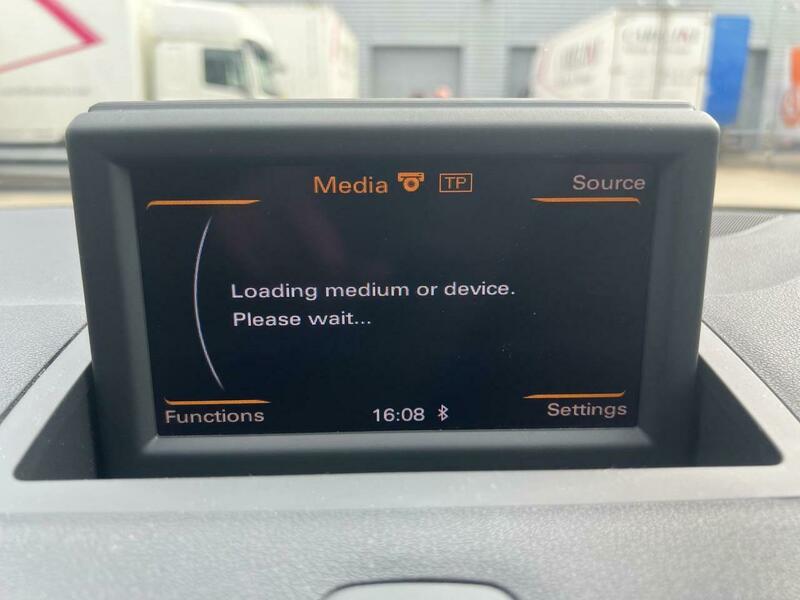 Media TP Source
Loading medium or device.
Please wait...
Functions 16:08 Settings